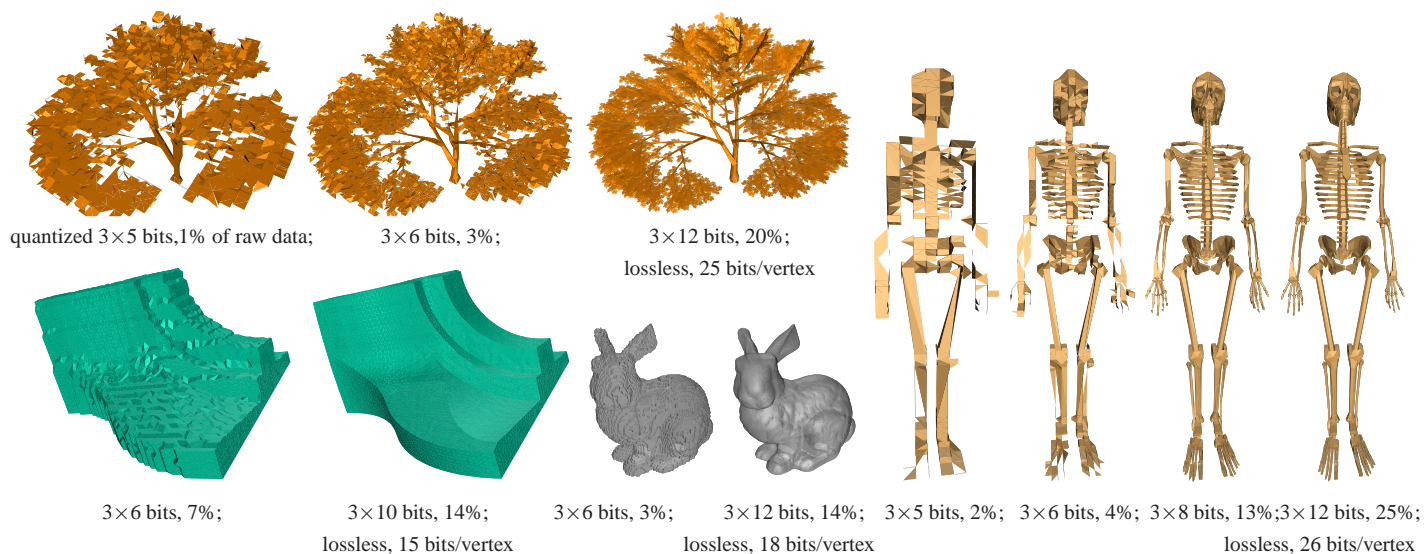 quantized 3×5 bits,1% of raw data;
3×6 bits, 3%;
3×12 bits, 20%;
lossless, 25 bits/vertex
3×6 bits, 7%;
3×10 bits, 14%;
lossless, 15 bits/vertex
3×6 bits, 3%;
3×12 bits, 14%;
lossless, 18 bits/vertex
3×5 bits, 2%;
3×6 bits, 4%;
3×8 bits, 13%;
3×12 bits, 25%;
lossless, 26 bits/vertex